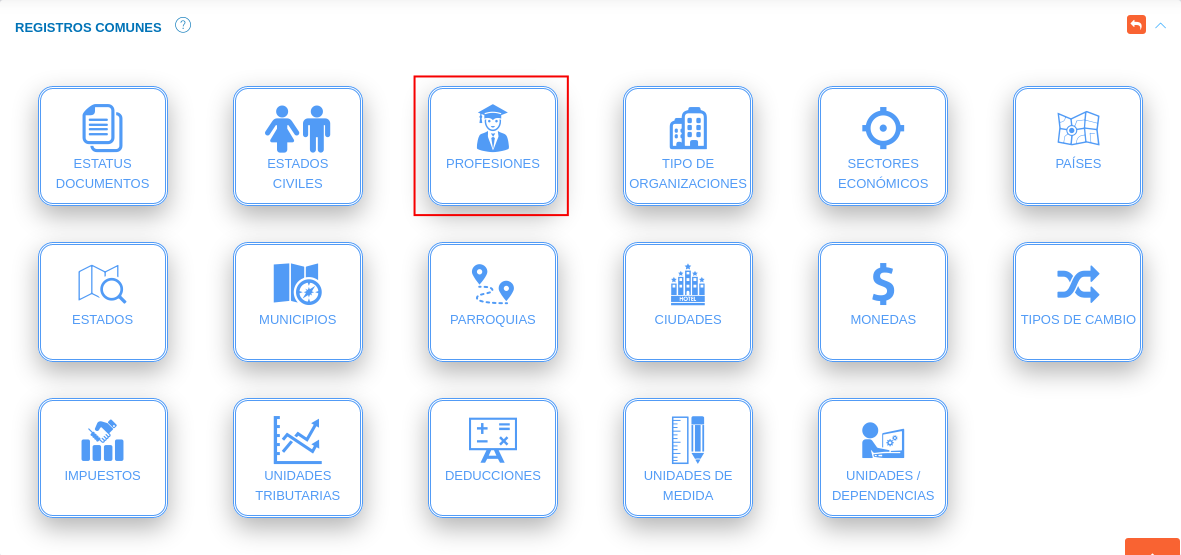 REGISTROS COMUNES ?
ESTATUS
DOCUMENTOS
ESTADOS
CIVILES
PROFESIONES
TIPO DE
ORGANIZACIONES
SECTORES
ECONÓMICOS
PAÍSES
ESTADOS
MUNICIPIOS
PARROQUIAS
HOTEL
CIUDADES
$
MONEDAS
TIPOS DE CAMBIO
IMPUESTOS
UNIDADES
TRIBUTARIAS
DEDUCCIONES
UNIDADES DE
MEDIDA
UNIDADES /
DEPENDENCIAS